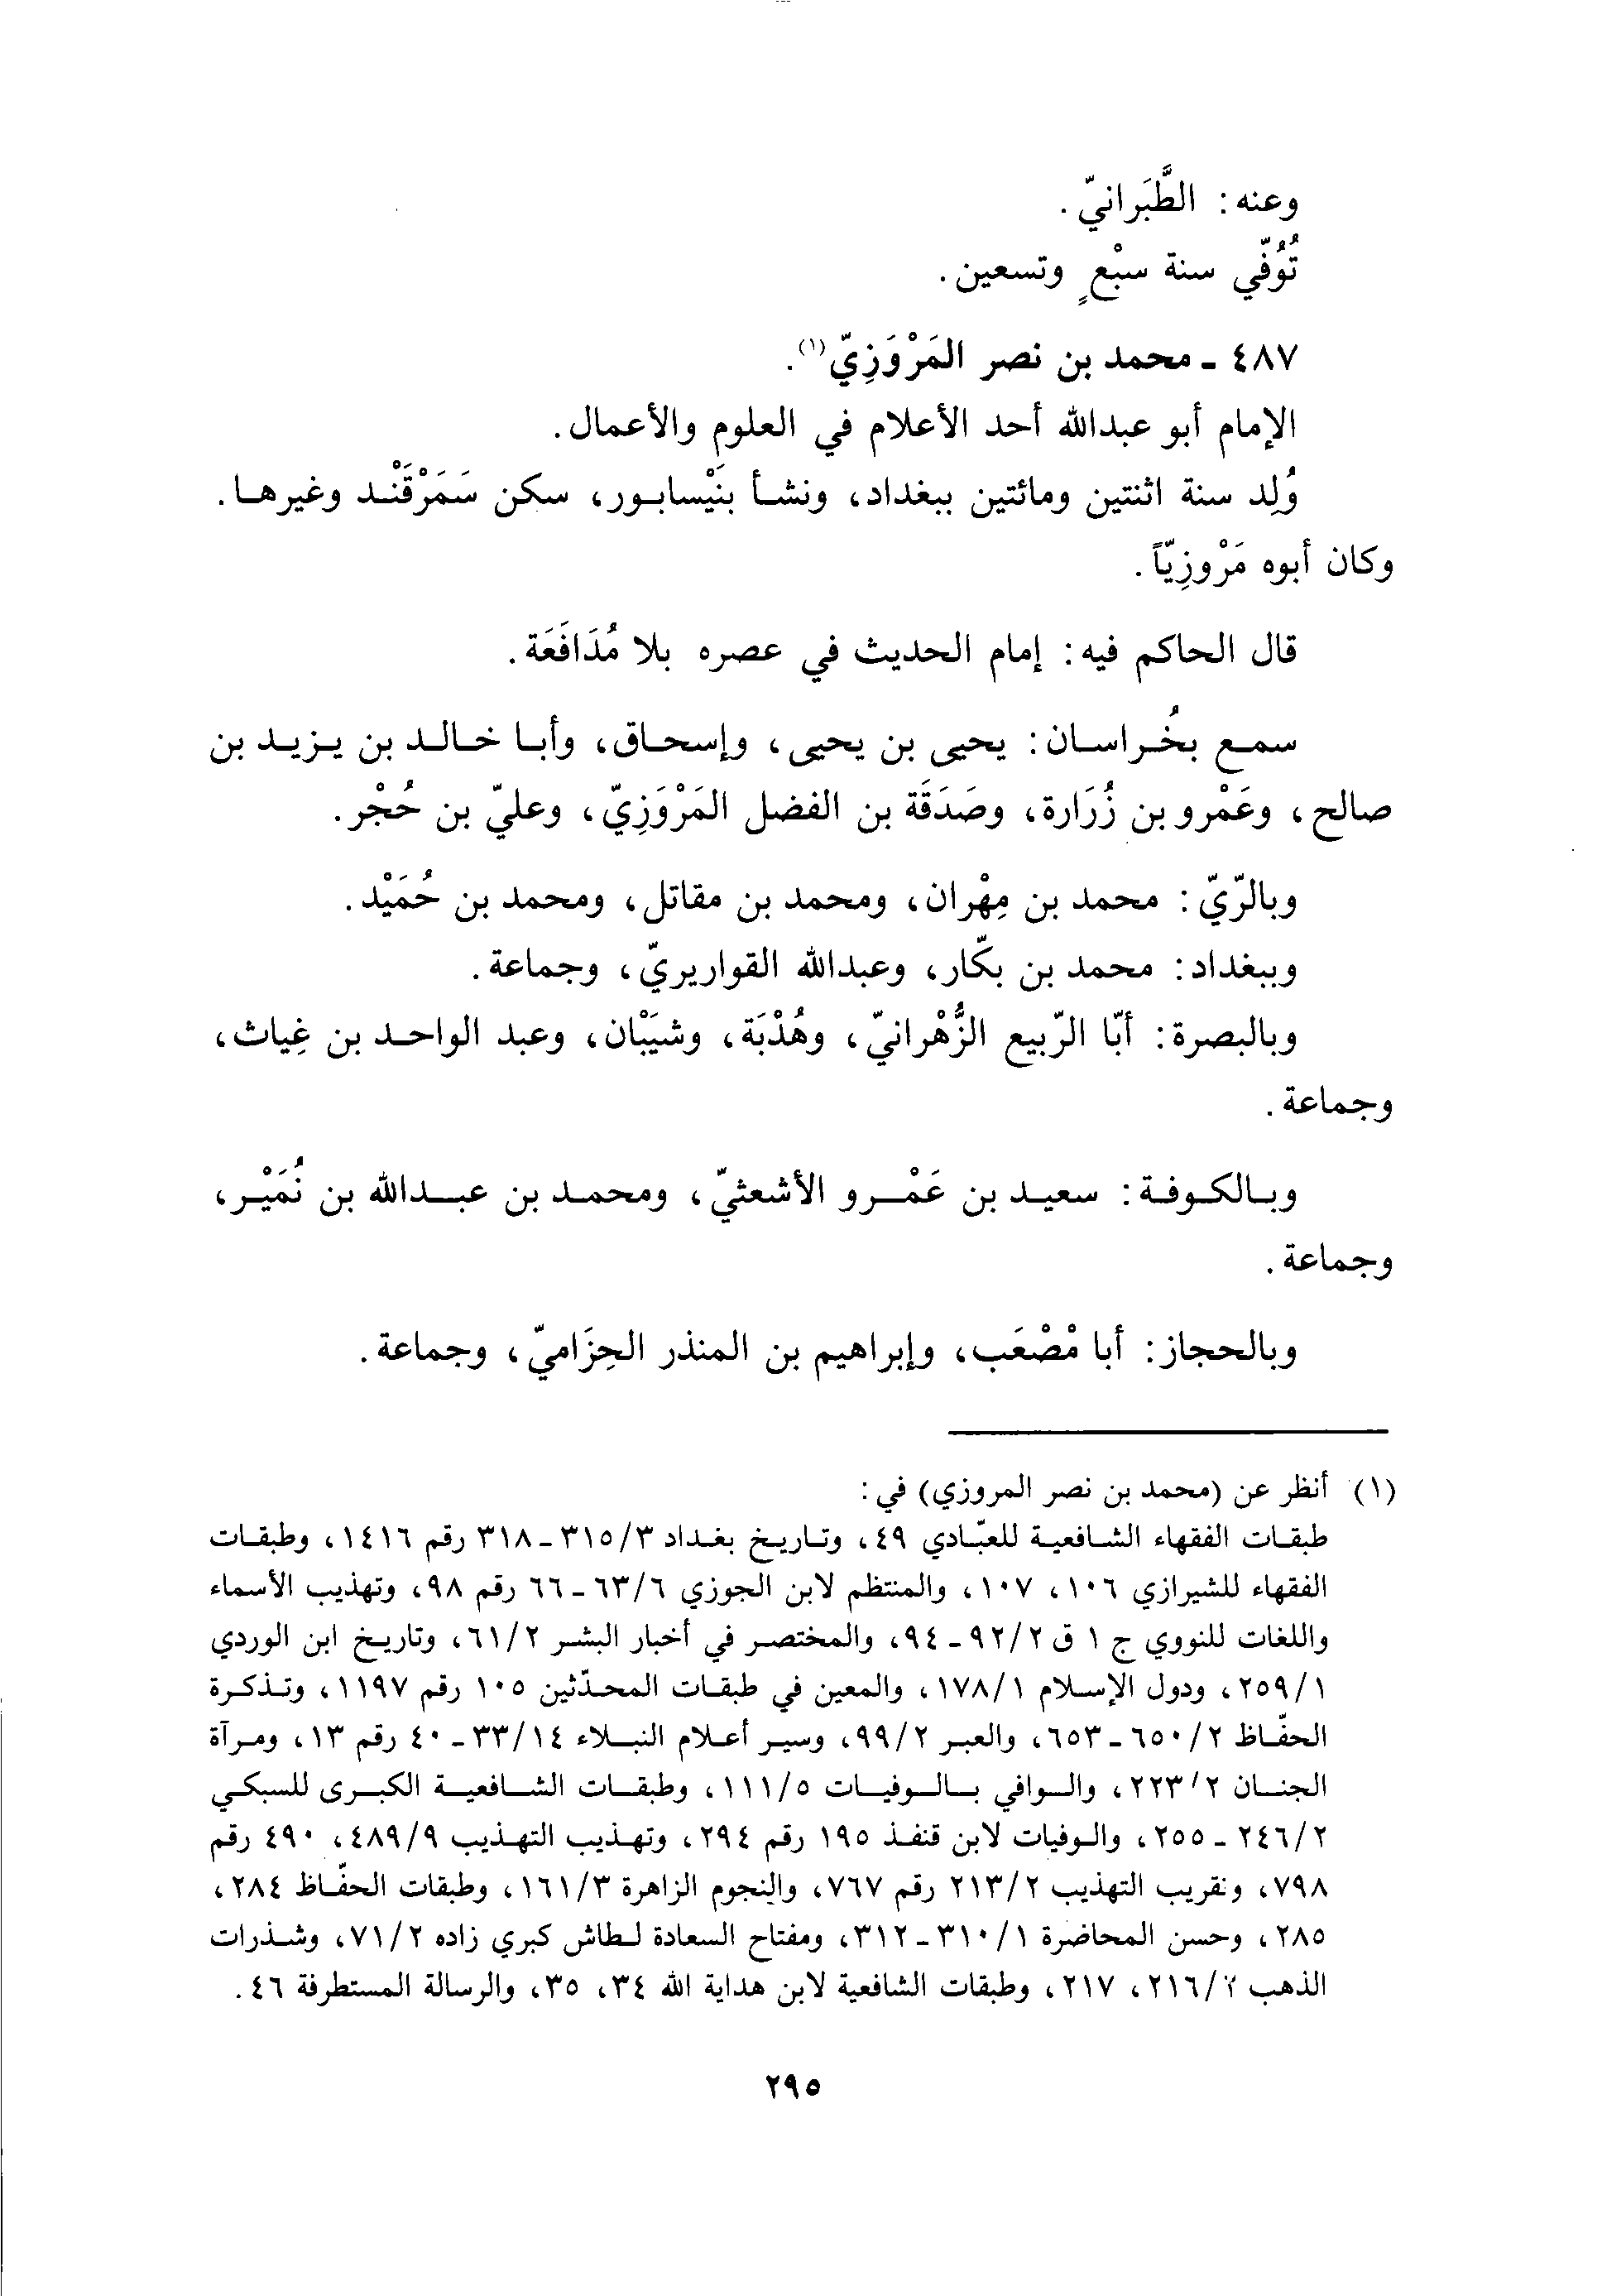 وعنه: الطَّبَرانيّ.
تُوُفّي سنة سبْعٍ وتسعين.
٤٨٧ - محمد بن نصر المَرْوَزِيّ(١).
الإمام أبو عبدالله أحد الأعلام في العلوم والأعمال.
وُلِد سنة اثنتين ومائتين ببغداد، ونشأ بنَيْسابور، سكن سَمَرْقَنْد وغيرها.
وكان أبوه مَرْوزِيّاً.
قال الحاكم فيه: إمام الحديث في عصره بلا مُدَافَعَة.
سمع بخُراسان: يحيى بن يحيى، وإسحاق، وأبا خالد بن يزيد بن
صالح، وعَمْرو بن زُرَارة، وصَدَقَة بن الفضل المَرْوَزِيّ، وعليّ بن حُجْر.
وبالرّيّ: محمد بن مِهْران، ومحمد بن مقاتل، ومحمد بن حُمَيْد.
وببغداد: محمد بن بكّار، وعبدالله القواريريّ، وجماعة.
وبالبصرة: أبّا الرّبيع الزُّهْرانيّ، وهُدْبَة، وشيَبْان، وعبد الواحد بن غِياث،
وجماعة.
وبالكوفة: سعيد بن عَمْرو الأشعثيّ، ومحمد بن عبدالله بن نُمَيْر،
وجماعة.
وبالحجاز: أبا مْصْعَب، وإبراهيم بن المنذر الحِزَاميّ، وجماعة.
(١) أنظر عن (محمد بن نصر المروزي) في:
طبقات الفقهاء الشافعية للعبّادي ٤٩، وتاريخ بغداد ٣/٣١٥ - ٣١٨ رقم ١٤١٦، وطبقات
الفقهاء للشيرازي ١٠٦، ١٠٧، والمنتظم لابن الجوزي ٦/٦٣ - ٦٦ رقم ٩٨، وتهذيب الأسماء
واللغات للنووي ج ١ ق ٢/٩٢ - ٩٤، والمختصر في أخبار البشر ٢/٦١، وتاريخ ابن الوردي
١/٢٥٩، ودول الإسلام ١/١٧٨، والمعين في طبقات المحدّثين ١٠٥ رقم ١١٩٧، وتذكرة
الحفّاظ ٢/٦٥٠ - ٦٥٣، والعبر ٢/٩٩، وسير أعلام النبلاء ١٤/٣٣ - ٤٠ رقم ١٣، ومرآة
الجنان ٢/٢٢٣، والوافي بالوفيات ٥/١١١، وطبقات الشافعية الكبرى للسبكي
٢/٢٤٦ - ٢٥٥، والوفيات لابن قنفذ ١٩٥ رقم ٢٩٤، وتهذيب التهذيب ٩/٤٨٩، ٤٩٠ رقم
٧٩٨، وتقريب التهذيب ٢/٢١٣ رقم ٧٦٧، والنجوم الزاهرة ٣/١٦١، وطبقات الحفّاظ ٢٨٤،
٢٨٥، وحسن المحاضرة ١/٣١٠ - ٣١٢، ومفتاح السعادة لطاش كبري زاده ٢/٧١، وشذرات
الذهب ٢/٢١٦، ٢١٧، وطبقات الشافعية لابن هداية الله ٣٤، ٣٥، والرسالة المستطرفة ٤٦.
٢٩٥